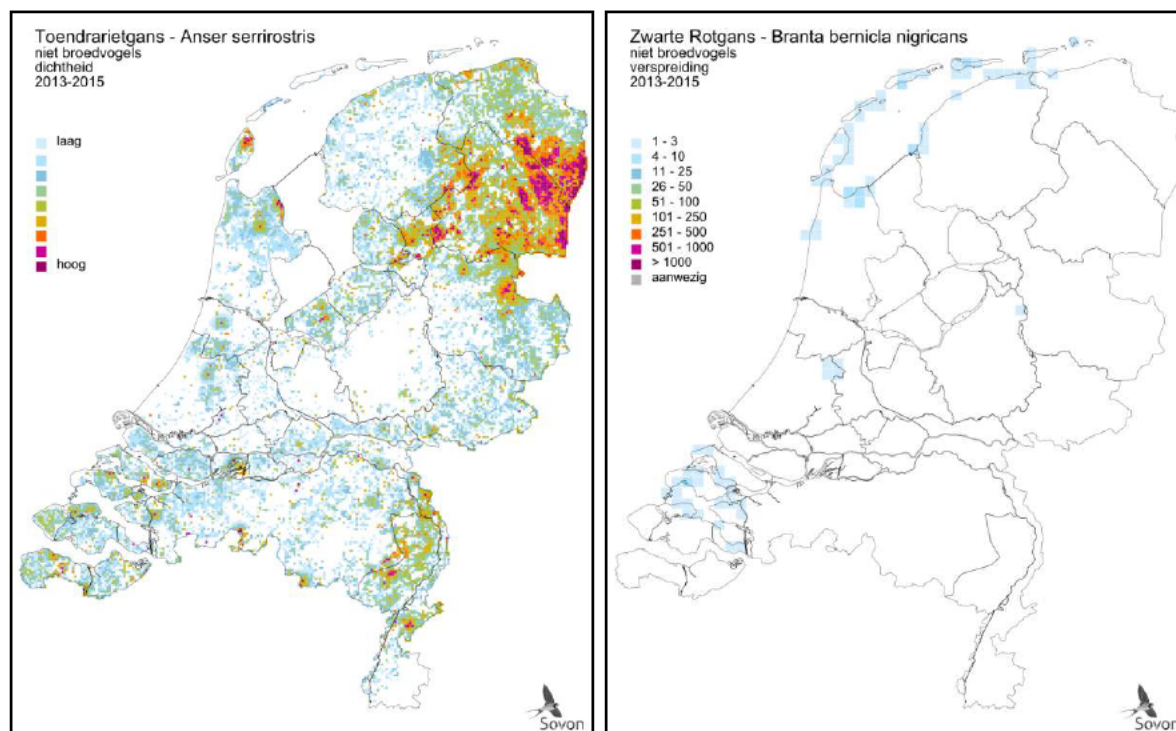 Toendrarietgans - Anser serrirostris
niet broedvogels
dichtheid
2013-2015
laag
hoog
Sovon
Zwarte Rotgans - Branta bernicla nigricans
niet broedvogels
verspreiding
2013-2015
1 - 3
4 - 10
11 - 25
26 - 50
51 - 100
101 - 250
251 - 500
501 - 1000
> 1000
aanwezig
Sovon